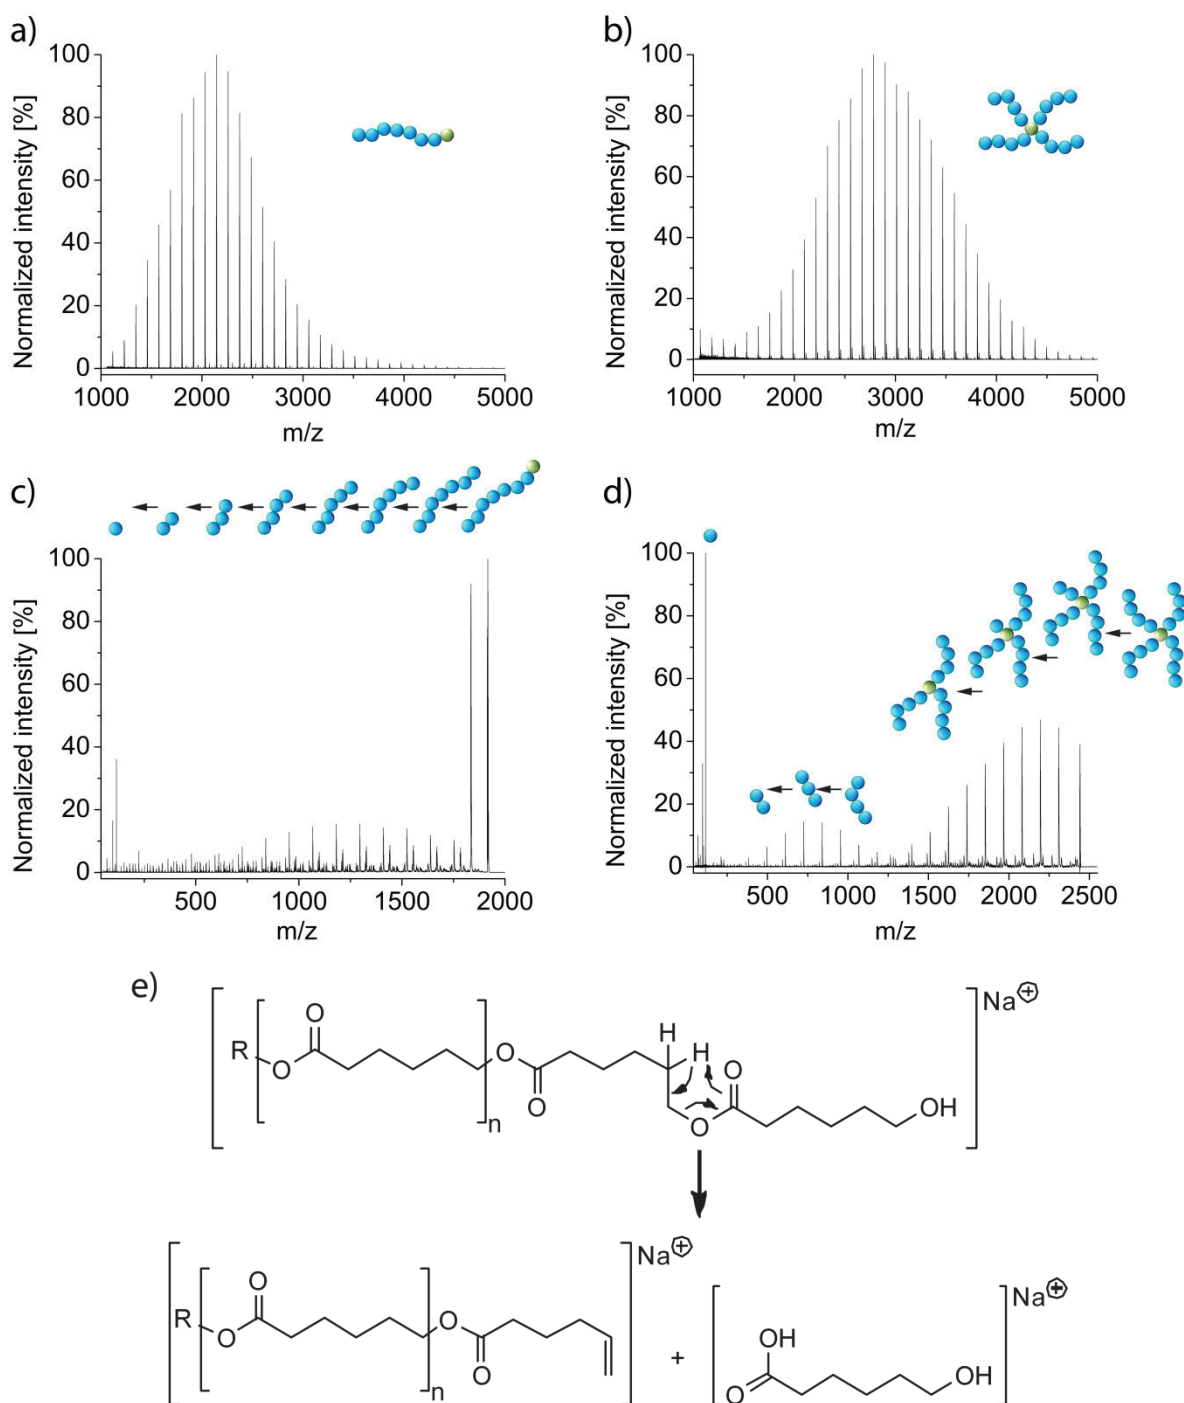 a)
Normalized intensity [%]
100
80
60
40
20
0
1000 2000 3000 4000 5000
m/z
b)
Normalized intensity [%]
100
80
60
40
20
0
1000 2000 3000 4000 5000
m/z
c)
Normalized intensity [%]
100
80
60
40
20
0
500 1000 1500 2000
m/z
d)
Normalized intensity [%]
100
80
60
40
20
0
500 1000 1500 2000 2500
m/z
e)
Na⊕
O H H
R O O O
O O OH
n
Na⊕ Na⊕
O
R O O OH
O + O OH
n